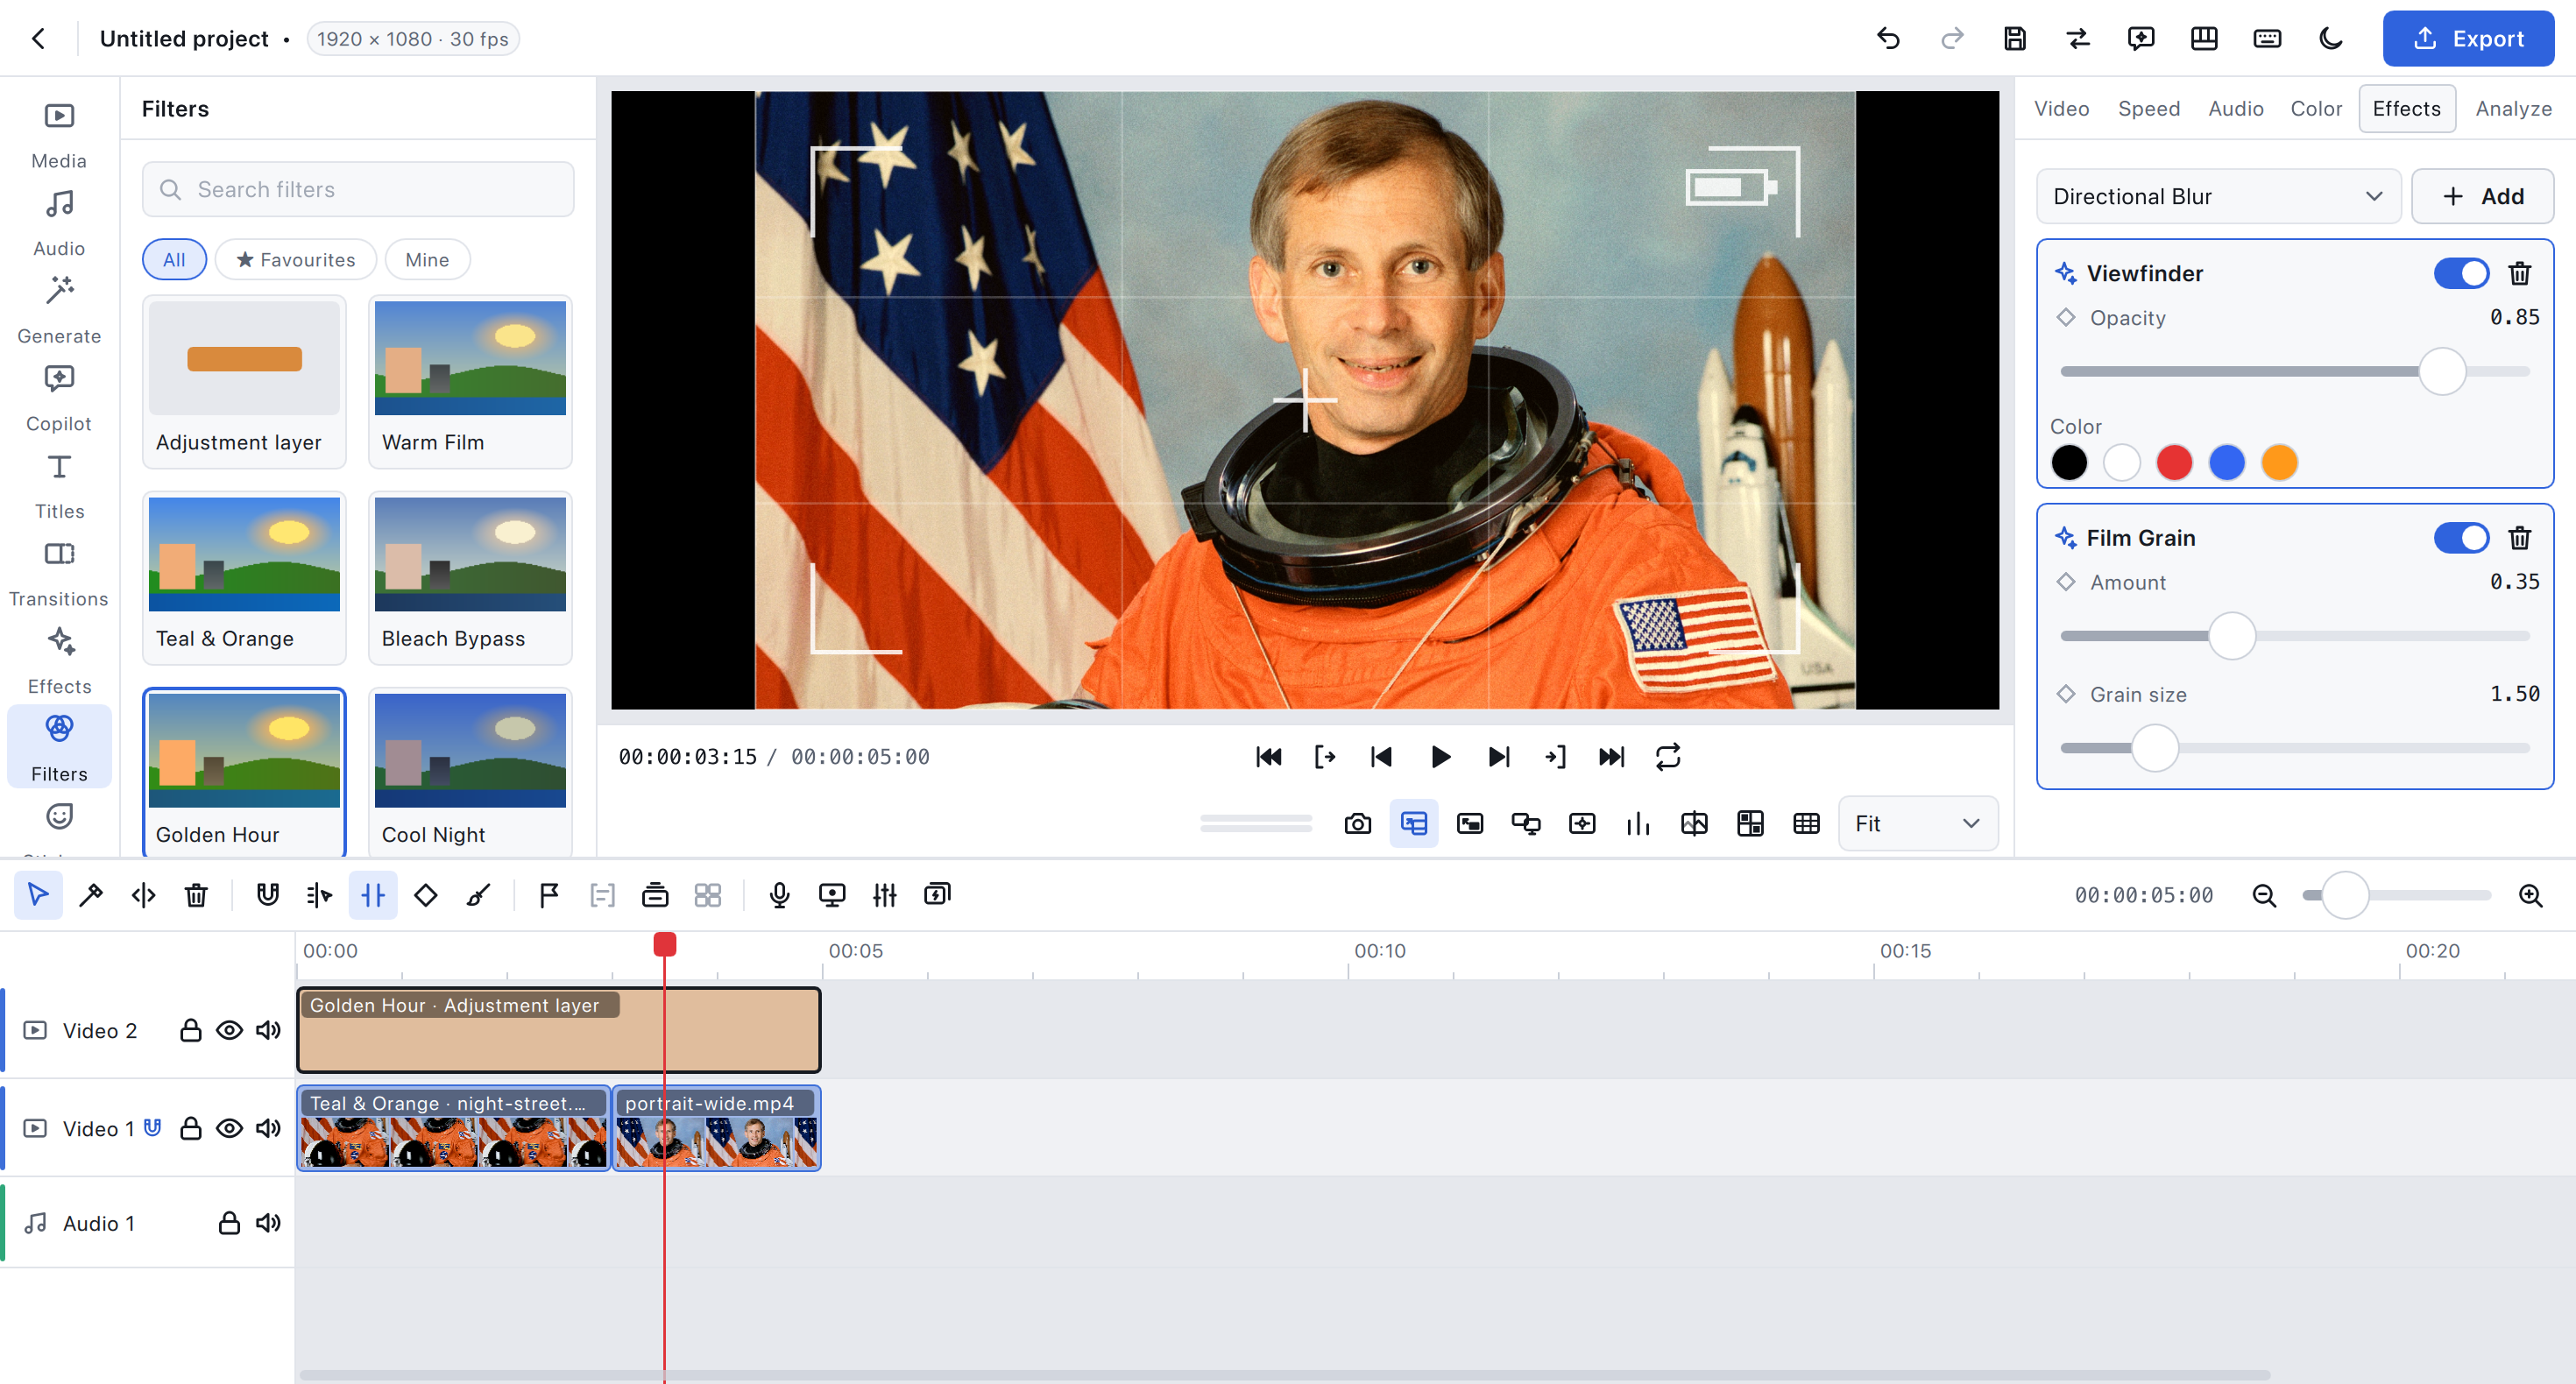 Untitled project •
1920 × 1080 · 30 fps
Export
Media
Audio
Generate
Copilot
Titles
Transitions
Effects
Filters
Filters
Search filters
All
★ Favourites
Mine
Adjustment layer
Warm Film
Teal & Orange
Bleach Bypass
Golden Hour
Cool Night
USA
00:00:03:15 / 00:00:05:00
Fit
Video
Speed
Audio
Color
Effects
Analyze
Directional Blur
Add
Viewfinder
Opacity
0.85
Color
Film Grain
Amount
0.35
Grain size
1.50
00:00:05:00
00:00
00:05
00:10
00:15
00:20
Video 2
Golden Hour · Adjustment layer
Video 1
Teal & Orange · night-street....
portrait-wide.mp4
Audio 1